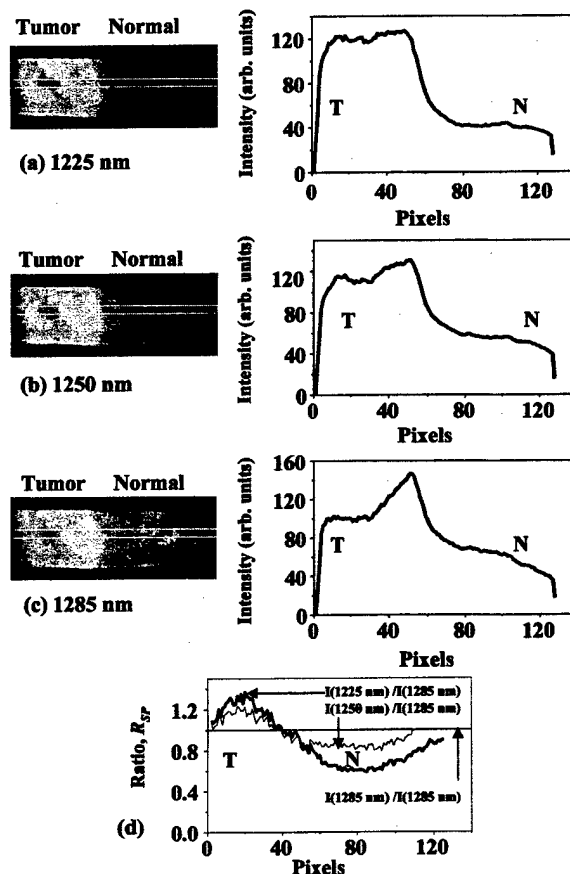 Tumor Normal
(a) 1225 nm
Intensity (arb. units)
120
80
40
0
T
N
0 40 80 120
Pixels
Tumor Normal
(b) 1250 nm
Intensity (arb. units)
120
80
40
0
T
N
0 40 80 120
Pixels
Tumor Normal
(c) 1285 nm
Intensity (arb. units)
160
120
80
40
0
T
N
0 40 80 120
Pixels
(d)
Ratio, RSP
1.2
0.8
0.4
0.0
I(1225 nm) /I(1285 nm)
I(1250 nm) /I(1285 nm)
T
N
I(1285 nm) /I(1285 nm)
0 40 80 120
Pixels